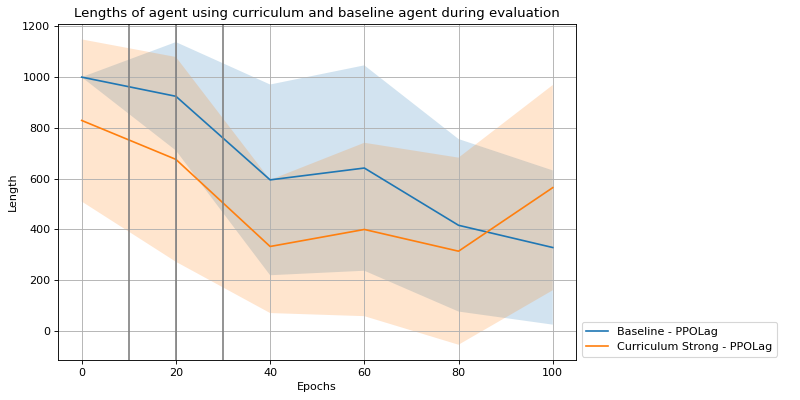 Lengths of agent using curriculum and baseline agent during evaluation
1200
1000
800
600
400
200
0
Length
0 20 40 60 80 100
Epochs
Baseline - PPOLag
Curriculum Strong - PPOLag